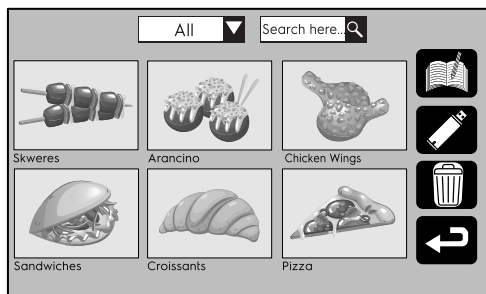 All
Search here...
Skweres
Arancino
Chicken Wings
Sandwiches
Croissants
Pizza